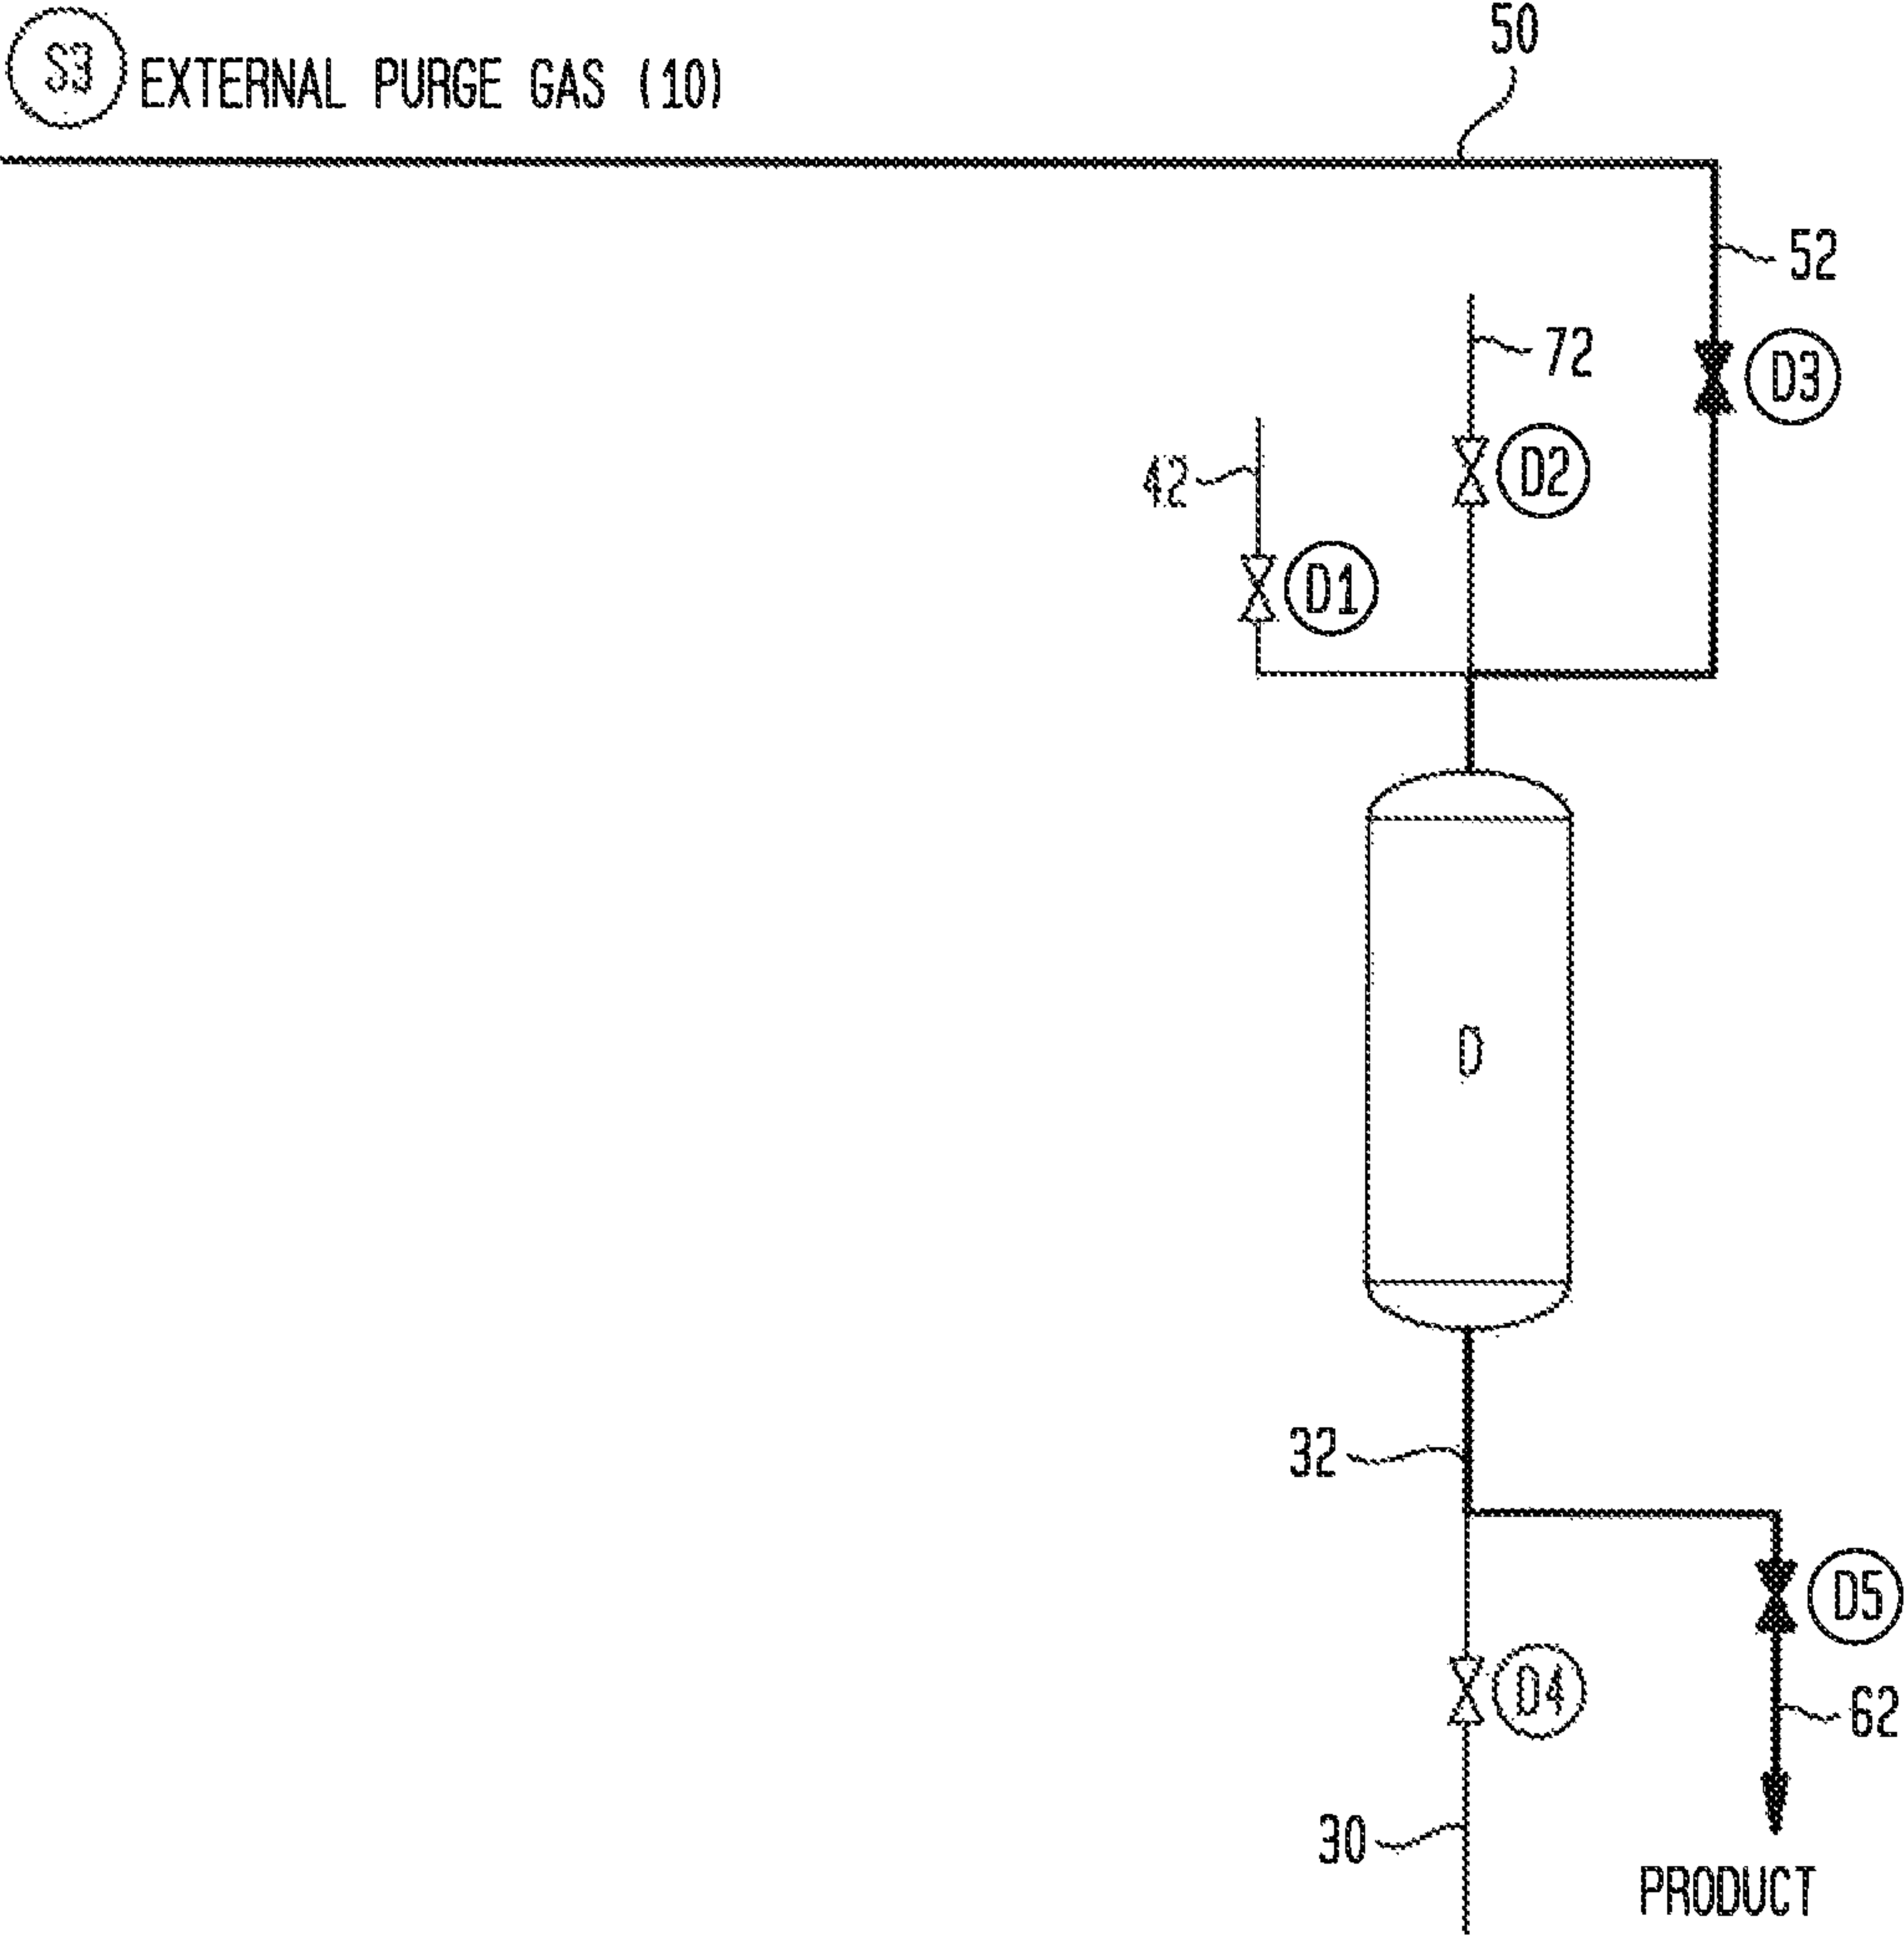 50
S3 EXTERNAL PURGE GAS (10)
52
72
D3
42
D2
D1
D
32
D5
D4
62
30
PRODUCT